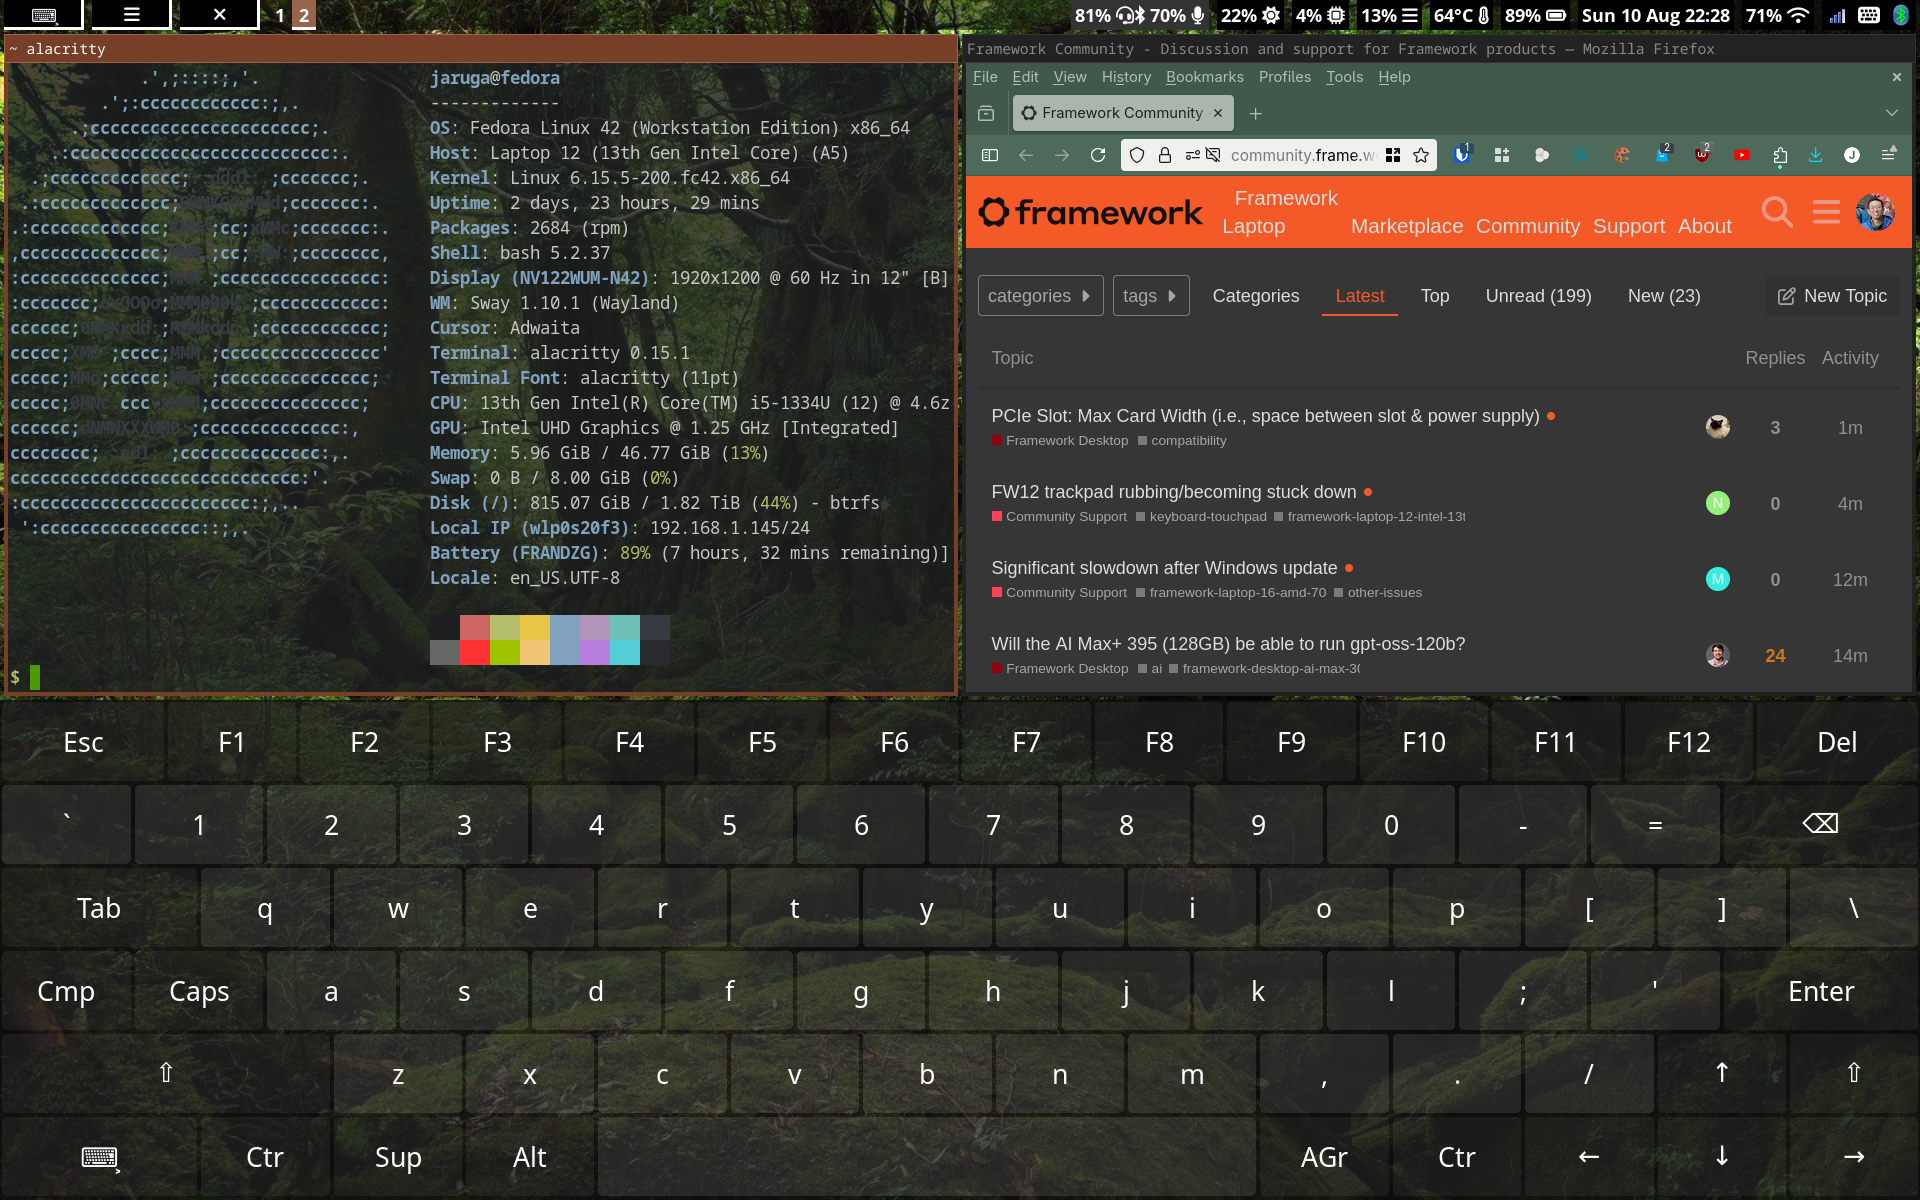 1 2
81% 70% 22% 4% 13% 64°C 89% Sun 10 Aug 22:28 71%
~ alacritty
jaruga@fedora
-------------
OS: Fedora Linux 42 (Workstation Edition) x86_64
Host: Laptop 12 (13th Gen Intel Core) (A5)
Kernel: Linux 6.15.5-200.fc42.x86_64
Uptime: 2 days, 23 hours, 29 mins
Packages: 2684 (rpm)
Shell: bash 5.2.37
Display (NV122WUM-N42): 1920x1200 @ 60 Hz in 12" [B]
WM: Sway 1.10.1 (Wayland)
Cursor: Adwaita
Terminal: alacritty 0.15.1
Terminal Font: alacritty (11pt)
CPU: 13th Gen Intel(R) Core(TM) i5-1334U (12) @ 4.6z
GPU: Intel UHD Graphics @ 1.25 GHz [Integrated]
Memory: 5.96 GiB / 46.77 GiB (13%)
Swap: 0 B / 8.00 GiB (0%)
Disk (/): 815.07 GiB / 1.82 TiB (44%) - btrfs
Local IP (wlp0s20f3): 192.168.1.145/24
Battery (FRANDZG): 89% (7 hours, 32 mins remaining)]
Locale: en_US.UTF-8
$
Framework Community - Discussion and support for Framework products — Mozilla Firefox
File Edit View History Bookmarks Profiles Tools Help
Framework Community
community.frame.w
1 2 2 J
framework
Framework Laptop Marketplace Community Support About
categories tags Categories Latest Top Unread (199) New (23) New Topic
Topic Replies Activity
PCIe Slot: Max Card Width (i.e., space between slot & power supply) 3 1m
Framework Desktop compatibility
FW12 trackpad rubbing/becoming stuck down N 0 4m
Community Support keyboard-touchpad framework-laptop-12-intel-13t
Significant slowdown after Windows update M 0 12m
Community Support framework-laptop-16-amd-70 other-issues
Will the AI Max+ 395 (128GB) be able to run gpt-oss-120b? 24 14m
Framework Desktop ai framework-desktop-ai-max-30
Esc F1 F2 F3 F4 F5 F6 F7 F8 F9 F10 F11 F12 Del
` 1 2 3 4 5 6 7 8 9 0 - = ⌫
Tab q w e r t y u i o p [ ] \
Cmp Caps a s d f g h j k l ; ' Enter
⇧ z x c v b n m , . / ↑ ⇧
⌨ Ctr Sup Alt AGr Ctr ← ↓ →